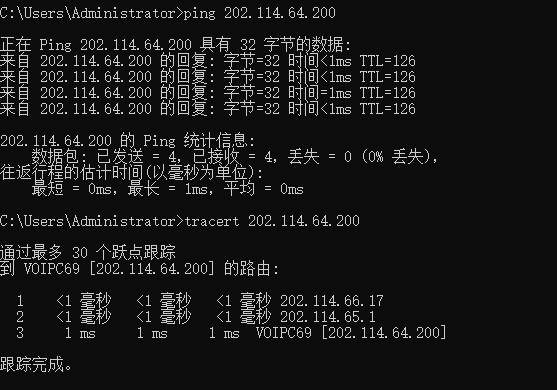 C:\Users\Administrator>ping 202.114.64.200
正在 Ping 202.114.64.200 具有 32 字节的数据:
来自 202.114.64.200 的回复: 字节=32 时间<1ms TTL=126
来自 202.114.64.200 的回复: 字节=32 时间<1ms TTL=126
来自 202.114.64.200 的回复: 字节=32 时间=1ms TTL=126
来自 202.114.64.200 的回复: 字节=32 时间<1ms TTL=126
202.114.64.200 的 Ping 统计信息:
数据包: 已发送 = 4, 已接收 = 4, 丢失 = 0 (0% 丢失),
往返行程的估计时间(以毫秒为单位):
最短 = 0ms, 最长 = 1ms, 平均 = 0ms
C:\Users\Administrator>tracert 202.114.64.200
通过最多 30 个跃点跟踪
到 VOIPC69 [202.114.64.200] 的路由:
1 <1 毫秒 <1 毫秒 <1 毫秒 202.114.66.17
2 <1 毫秒 <1 毫秒 <1 毫秒 202.114.65.1
3 1 ms 1 ms 1 ms VOIPC69 [202.114.64.200]
跟踪完成。